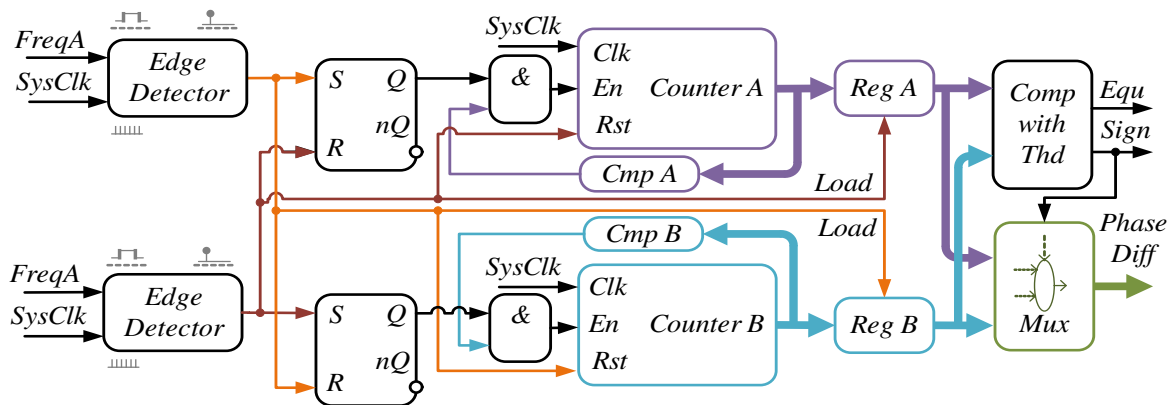 FreqA
SysClk
Edge
Detector
S
Q
nQ
R
&
SysClk
Clk
En
Rst
Counter A
Reg A
Cmp A
Load
Comp
with
Thd
Equ
Sign
FreqA
SysClk
Edge
Detector
S
Q
nQ
R
&
SysClk
Cmp B
Clk
En
Rst
Counter B
Load
Reg B
Mux
Phase
Diff